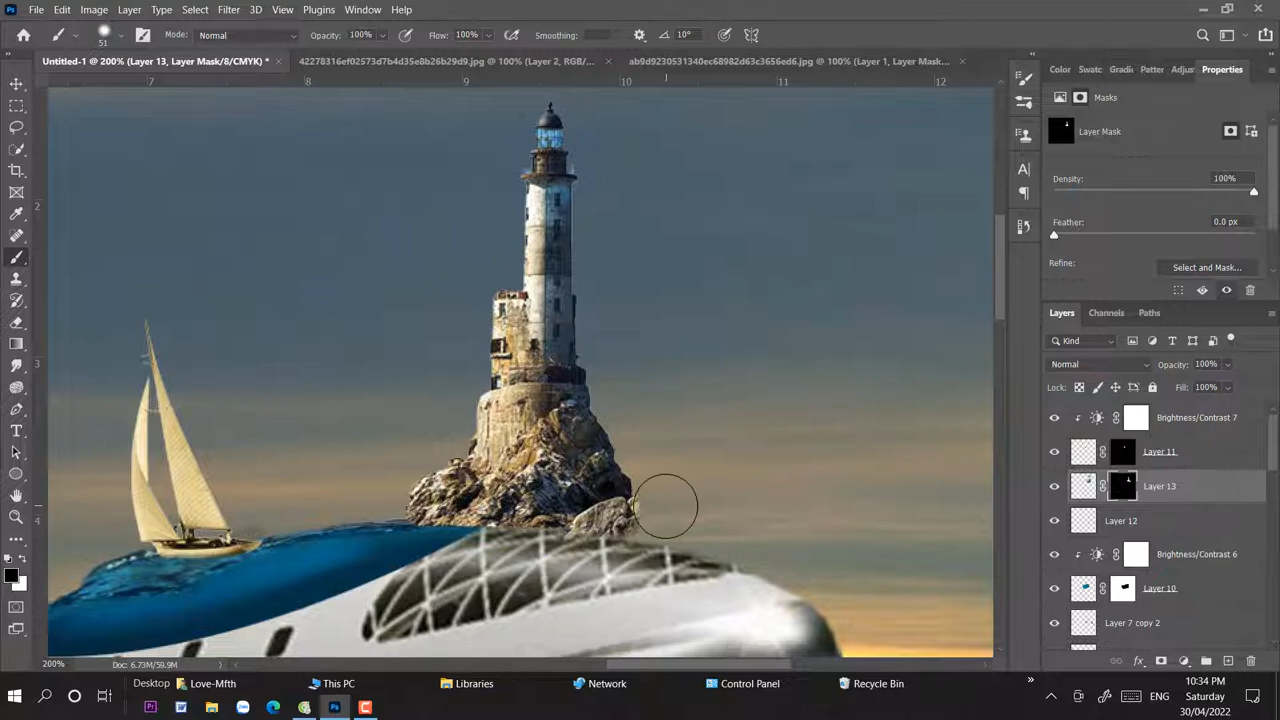 File Edit Image Layer Type Select Filter 3D View Plugins Window Help
51 Mode: Normal Opacity: 100% Flow: 100% Smoothing: 10°
Untitled-1 @ 200% (Layer 13, Layer Mask/8/CMYK) * × 42278316ef02573d7b4d35e8b26b29d9.jpg @ 100% (Layer 2, RGB/... × ab9d9230531340ec68982d63c3656ed6.jpg @ 100% (Layer 1, Layer Mask... ×
7 9 10 11 12
2
3
4
Color Swatc Gradi Patter Adjus Properties
Masks
Layer Mask
Density: 100%
Feather: 0.0 px
Refine: Select and Mask...
Layers Channels Paths
Kind
Normal Opacity: 100%
Lock: Fill: 100%
Brightness/Contrast 7
Layer 11
Layer 13
Layer 12
Brightness/Contrast 6
Layer 10
Layer 7 copy 2
200% Doc: 6.73M/59.9M
Desktop Love-Mfth This PC Libraries Network Control Panel Recycle Bin
ENG
10:34 PM
Saturday
30/04/2022